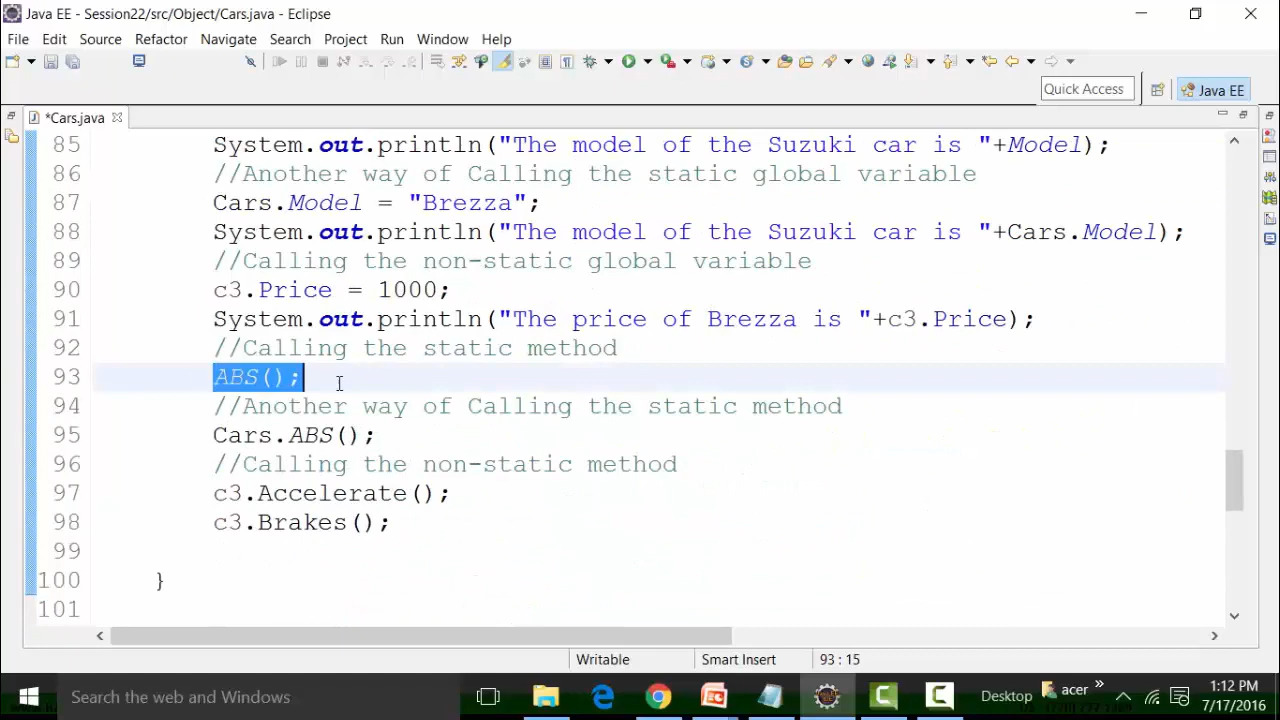 Java EE - Session22/src/Object/Cars.java - Eclipse
File Edit Source Refactor Navigate Search Project Run Window Help
Quick Access
Java EE
*Cars.java
85 System.out.println("The model of the Suzuki car is "+Model);
86 //Another way of Calling the static global variable
87 Cars.Model = "Brezza";
88 System.out.println("The model of the Suzuki car is "+Cars.Model);
89 //Calling the non-static global variable
90 c3.Price = 1000;
91 System.out.println("The price of Brezza is "+c3.Price);
92 //Calling the static method
93 ABS();
94 //Another way of Calling the static method
95 Cars.ABS();
96 //Calling the non-static method
97 c3.Accelerate();
98 c3.Brakes();
99
100 }
101
Writable Smart Insert 93 : 15
Search the web and Windows
Desktop
acer
1:12 PM
7/17/2016